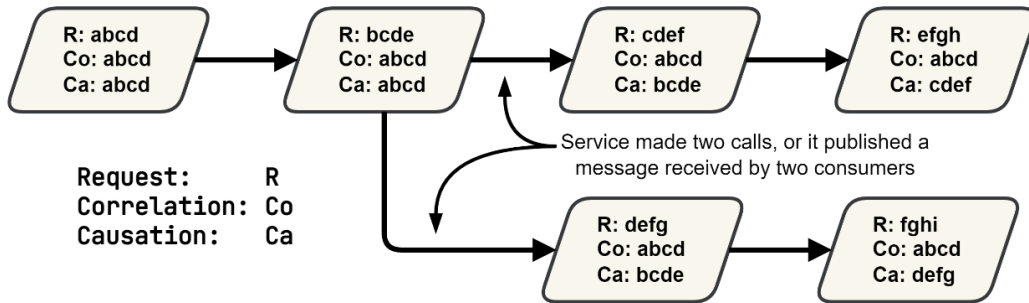 R: abcd
Co: abcd
Ca: abcd
R: bcde
Co: abcd
Ca: abcd
R: cdef
Co: abcd
Ca: bcde
R: efgh
Co: abcd
Ca: cdef
Service made two calls, or it published a
message received by two consumers
Request: R
Correlation: Co
Causation: Ca
R: defg
Co: abcd
Ca: bcde
R: fghi
Co: abcd
Ca: defg